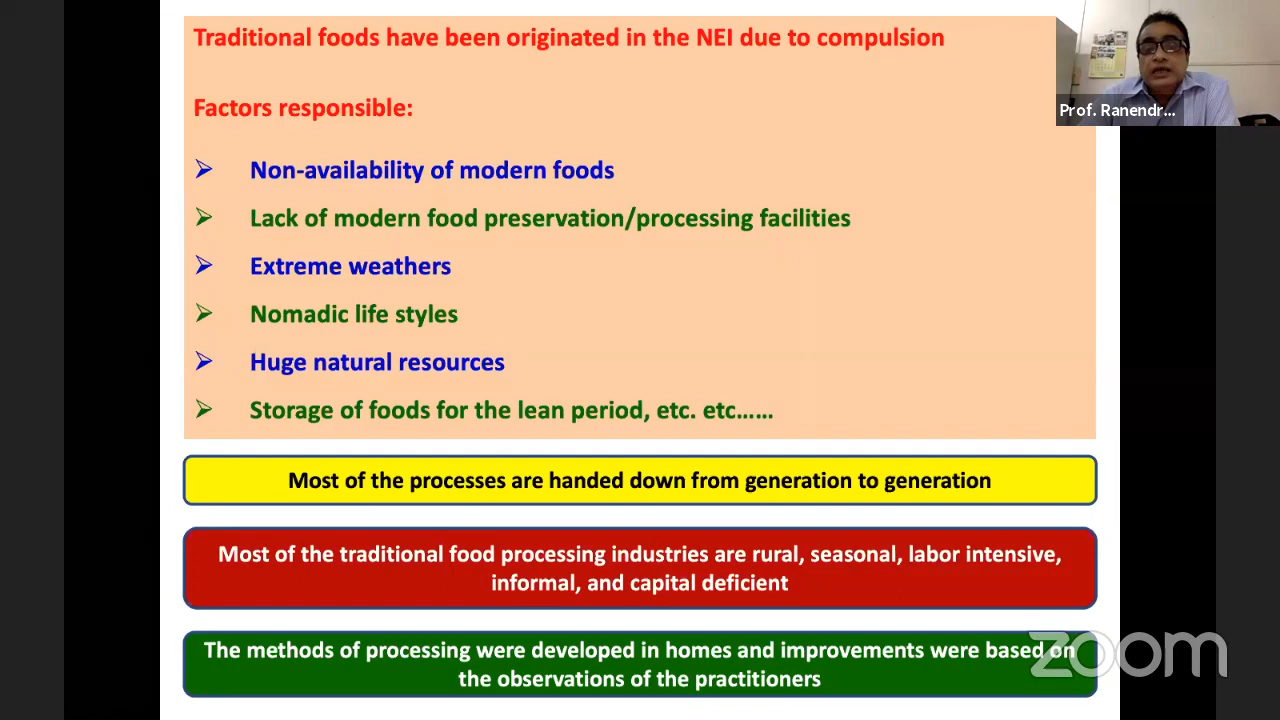 Traditional foods have been originated in the NEI due to compulsion
Prof. Ranendr...
Factors responsible:
Non-availability of modern foods
Lack of modern food preservation/processing facilities
Extreme weathers
Nomadic life styles
Huge natural resources
Storage of foods for the lean period, etc. etc......
Most of the processes are handed down from generation to generation
Most of the traditional food processing industries are rural, seasonal, labor intensive,
informal, and capital deficient
The methods of processing were developed in homes and improvements were based on
the observations of the practitioners
zoom